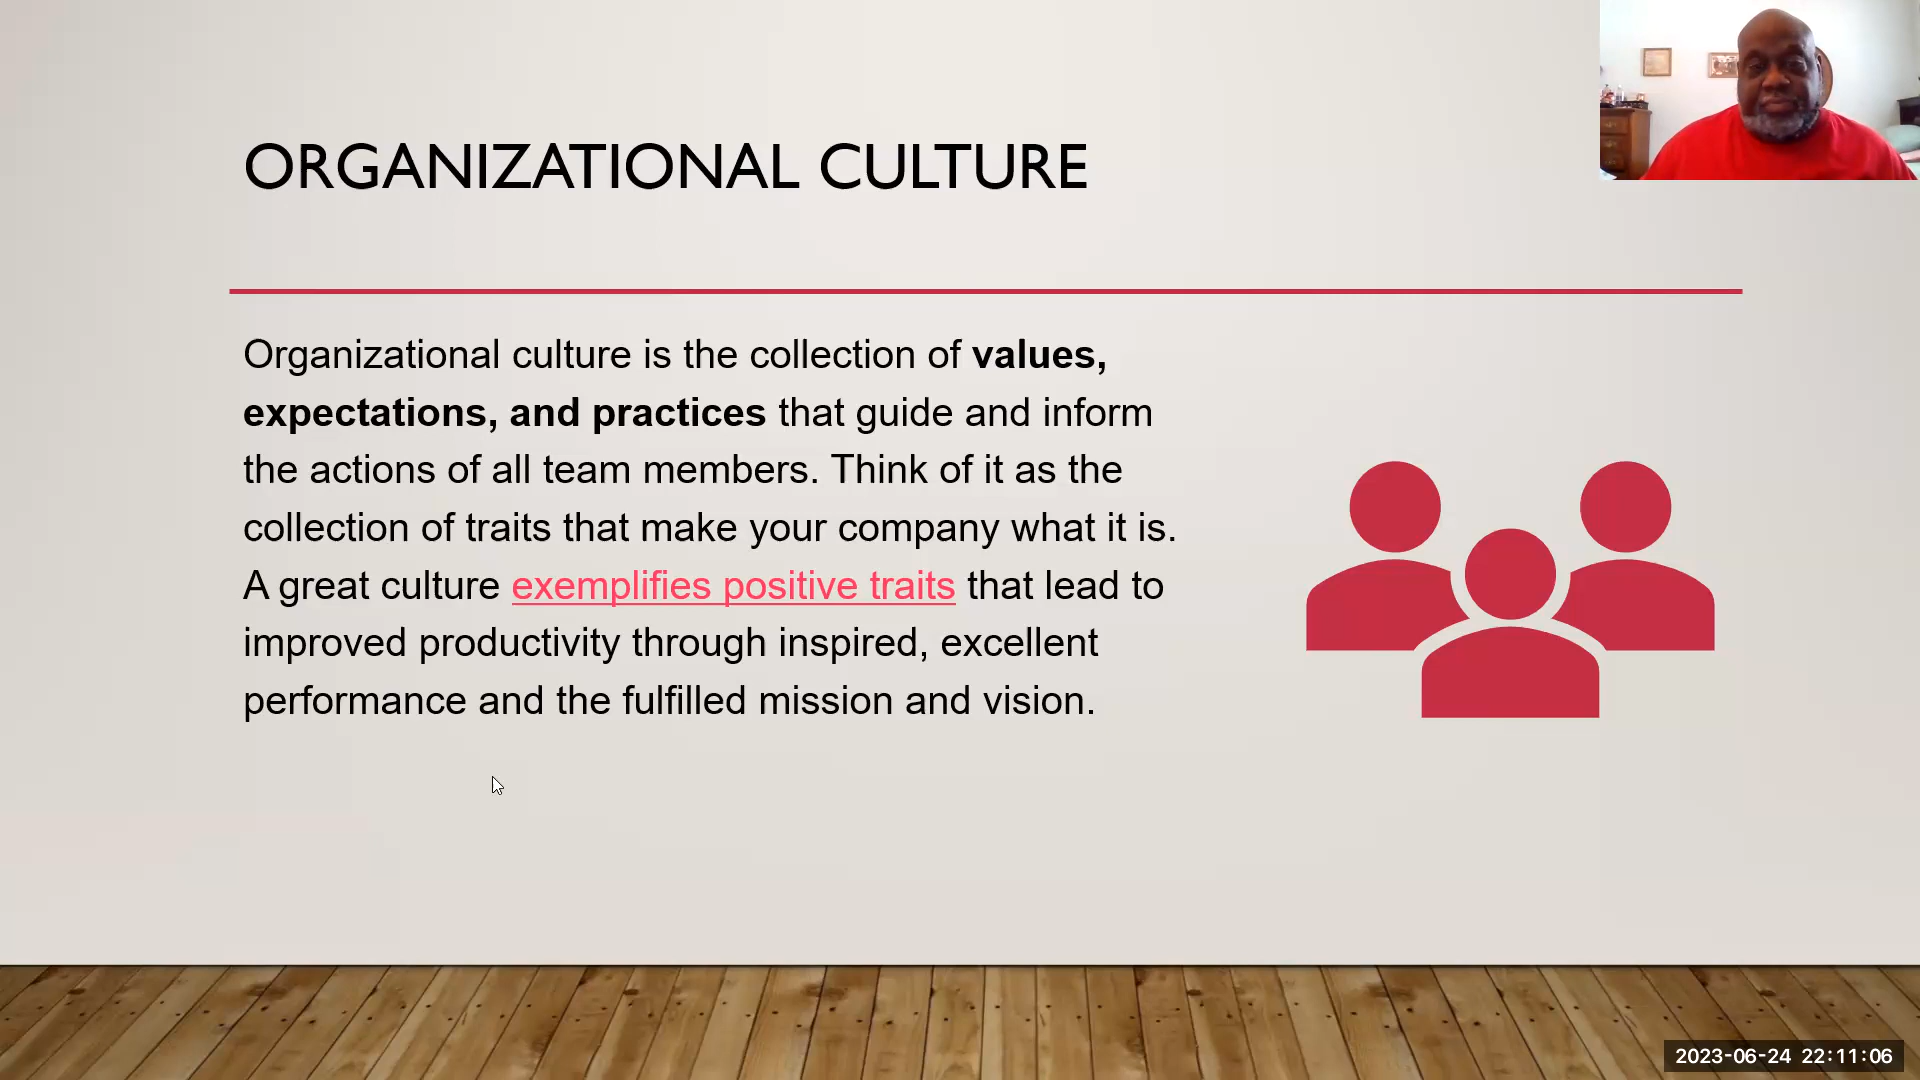 ORGANIZATIONAL CULTURE
Organizational culture is the collection of values,
expectations, and practices that guide and inform
the actions of all team members. Think of it as the
collection of traits that make your company what it is.
A great culture exemplifies positive traits that lead to
improved productivity through inspired, excellent
performance and the fulfilled mission and vision.
2023-06-24 22:11:06